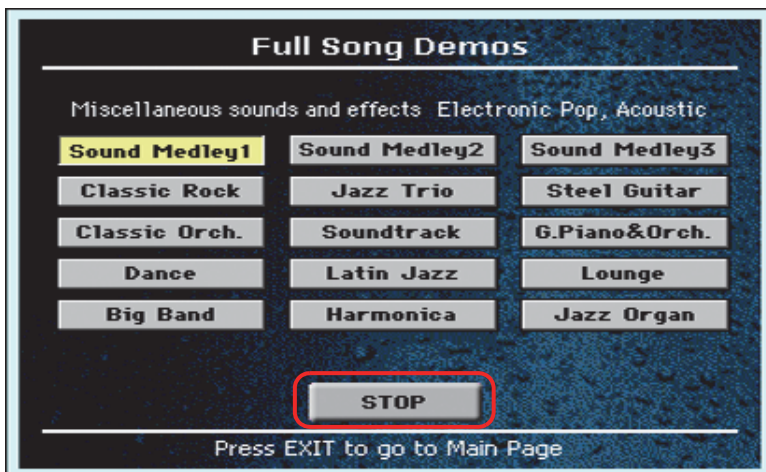 Full Song Demos
Miscellaneous sounds and effects Electronic Pop, Acoustic
Sound Medley1 Sound Medley2 Sound Medley3
Classic Rock Jazz Trio Steel Guitar
Classic Orch. Soundtrack G.Piano&Orch.
Dance Latin Jazz Lounge
Big Band Harmonica Jazz Organ
STOP
Press EXIT to go to Main Page